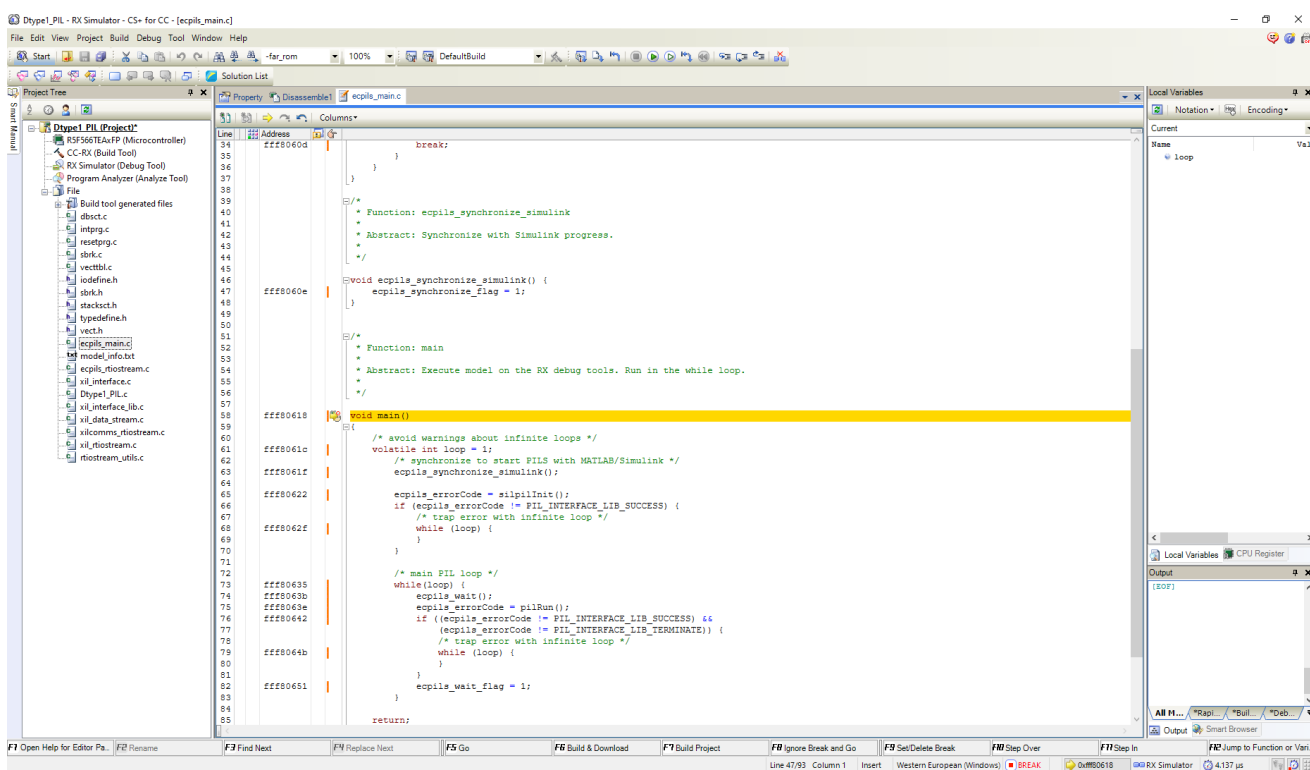 Dtype1_PIL - RX Simulator - CS+ for CC - [ecpils_main.c]
File Edit View Project Build Debug Tool Window Help
Start -far_rom 100% DefaultBuild
Solution List
Project Tree
Smart Manual
Dtype1_PIL (Project)*
R5F566TEAxFP (Microcontroller)
CC-RX (Build Tool)
RX Simulator (Debug Tool)
Program Analyzer (Analyze Tool)
File
Build tool generated files
dbsct.c
intprg.c
resetprg.c
sbrk.c
vecttbl.c
iodefine.h
sbrk.h
stacksct.h
typedefine.h
vect.h
ecpils_main.c
model_info.txt
ecpils_rtiostream.c
xil_interface.c
Dtype1_PIL.c
xil_interface_lib.c
xil_data_stream.c
xilcomms_rtiostream.c
xil_rtiostream.c
rtiostream_utils.c
Property Disassemble1 ecpils_main.c
Columns
Line Address
34 fff8060d break;
35 }
36 }
37 }
38
39 /*
40 * Function: ecpils_synchronize_simulink
41 *
42 * Abstract: Synchronize with Simulink progress.
43 *
44 */
45
46 void ecpils_synchronize_simulink() {
47 fff8060e ecpils_synchronize_flag = 1;
48 }
49
50
51 /*
52 * Function: main
53 *
54 * Abstract: Execute model on the RX debug tools. Run in the while loop.
55 *
56 */
57
58 fff80618 void main()
59 {
60 /* avoid warnings about infinite loops */
61 fff8061c volatile int loop = 1;
62 /* synchronize to start PILS with MATLAB/Simulink */
63 fff8061f ecpils_synchronize_simulink();
64
65 fff80622 ecpils_errorCode = silpilInit();
66 if (ecpils_errorCode != PIL_INTERFACE_LIB_SUCCESS) {
67 /* trap error with infinite loop */
68 fff8062f while (loop) {
69 }
70 }
71
72 /* main PIL loop */
73 fff80635 while(loop) {
74 fff8063b ecpils_wait();
75 fff8063e ecpils_errorCode = pilRun();
76 fff80642 if ((ecpils_errorCode != PIL_INTERFACE_LIB_SUCCESS) &&
77 (ecpils_errorCode != PIL_INTERFACE_LIB_TERMINATE)) {
78 /* trap error with infinite loop */
79 fff8064b while (loop) {
80 }
81 }
82 fff80651 ecpils_wait_flag = 1;
83 }
84
85 return;
Local Variables
Notation Encoding
Current
Name Val
loop
Local Variables CPU Register
Output
[EOF]
All M... *Rapi... *Buil... *Deb...
Output Smart Browser
F1 Open Help for Editor Pa... F2 Rename F3 Find Next F4 Replace Next F5 Go F6 Build & Download F7 Build Project F8 Ignore Break and Go F9 Set/Delete Break F10 Step Over F11 Step In F12 Jump to Function or Vari...
Line 47/93 Column 1 Insert Western European (Windows) BREAK 0xfff80618 RX Simulator 4.137 µs